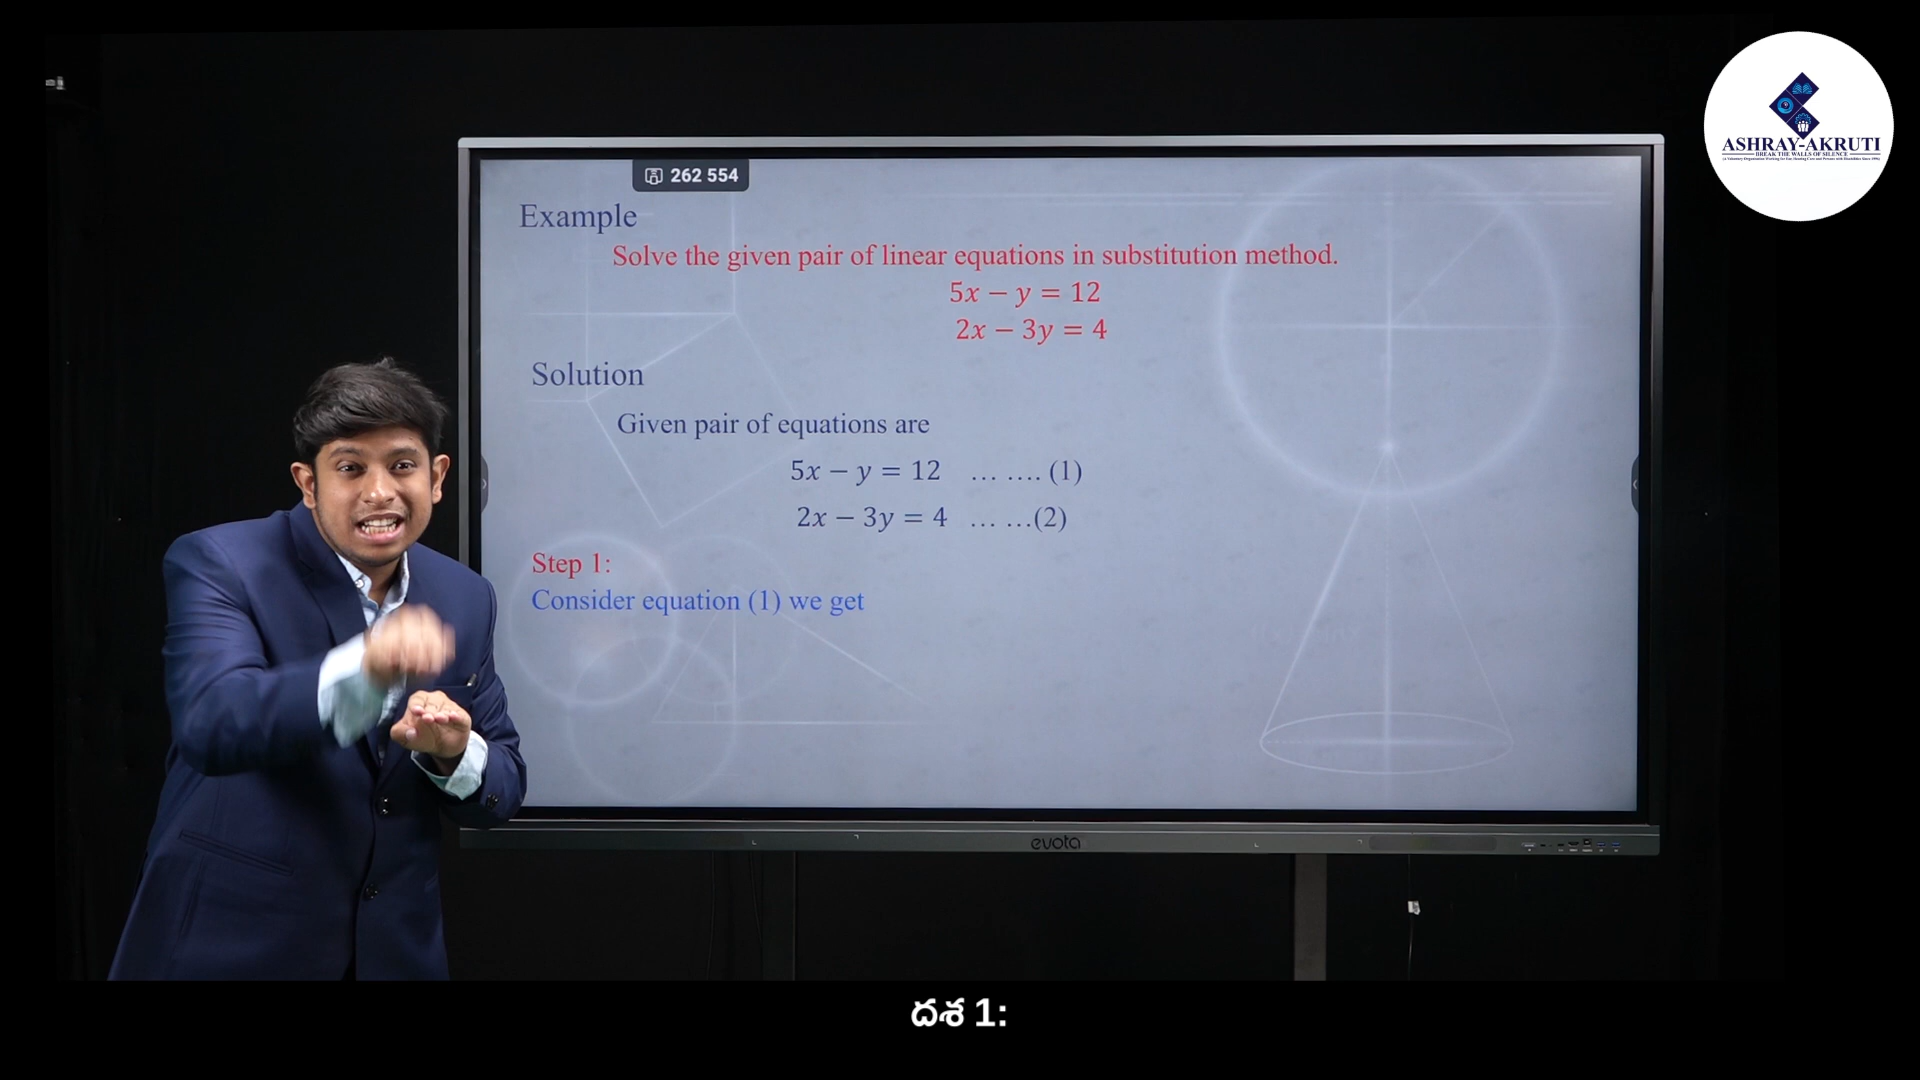 ASHRAY-AKRUTI
BREAK THE WALLS OF SILENCE
262 554
Example
Solve the given pair of linear equations in substitution method.
5x − y = 12
2x − 3y = 4
Solution
Given pair of equations are
5x − y = 12 … …. (1)
2x − 3y = 4 … …(2)
Step 1:
Consider equation (1) we get
evota
దశ 1: